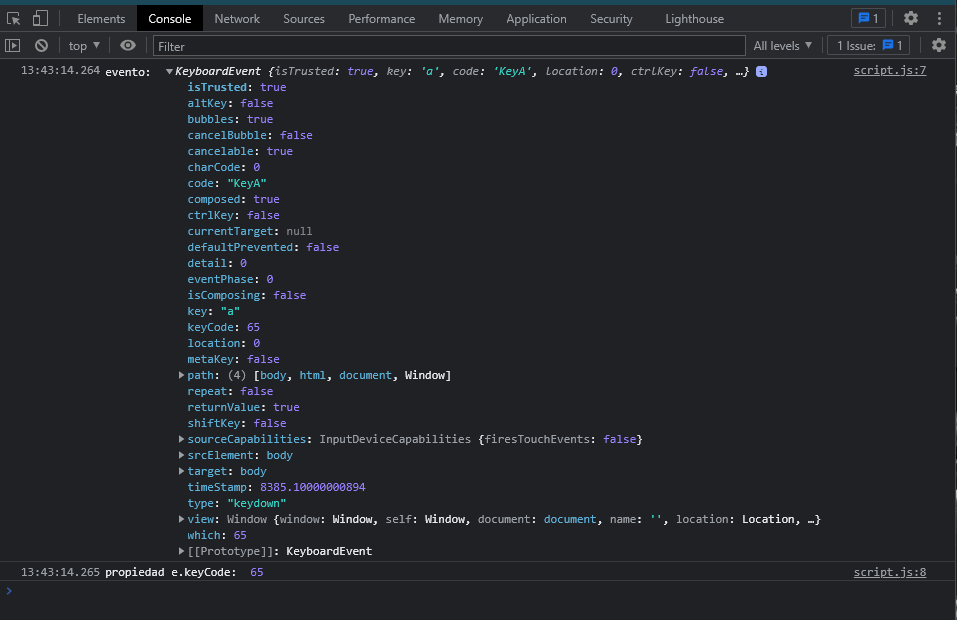 Elements Console Network Sources Performance Memory Application Security Lighthouse 1
top Filter All levels 1 Issue: 1
13:43:14.264 evento: KeyboardEvent {isTrusted: true, key: 'a', code: 'KeyA', location: 0, ctrlKey: false, …} i script.js:7
isTrusted: true
altKey: false
bubbles: true
cancelBubble: false
cancelable: true
charCode: 0
code: "KeyA"
composed: true
ctrlKey: false
currentTarget: null
defaultPrevented: false
detail: 0
eventPhase: 0
isComposing: false
key: "a"
keyCode: 65
location: 0
metaKey: false
path: (4) [body, html, document, Window]
repeat: false
returnValue: true
shiftKey: false
sourceCapabilities: InputDeviceCapabilities {firesTouchEvents: false}
srcElement: body
target: body
timeStamp: 8385.10000000894
type: "keydown"
view: Window {window: Window, self: Window, document: document, name: '', location: Location, …}
which: 65
[[Prototype]]: KeyboardEvent
13:43:14.265 propiedad e.keyCode: 65 script.js:8